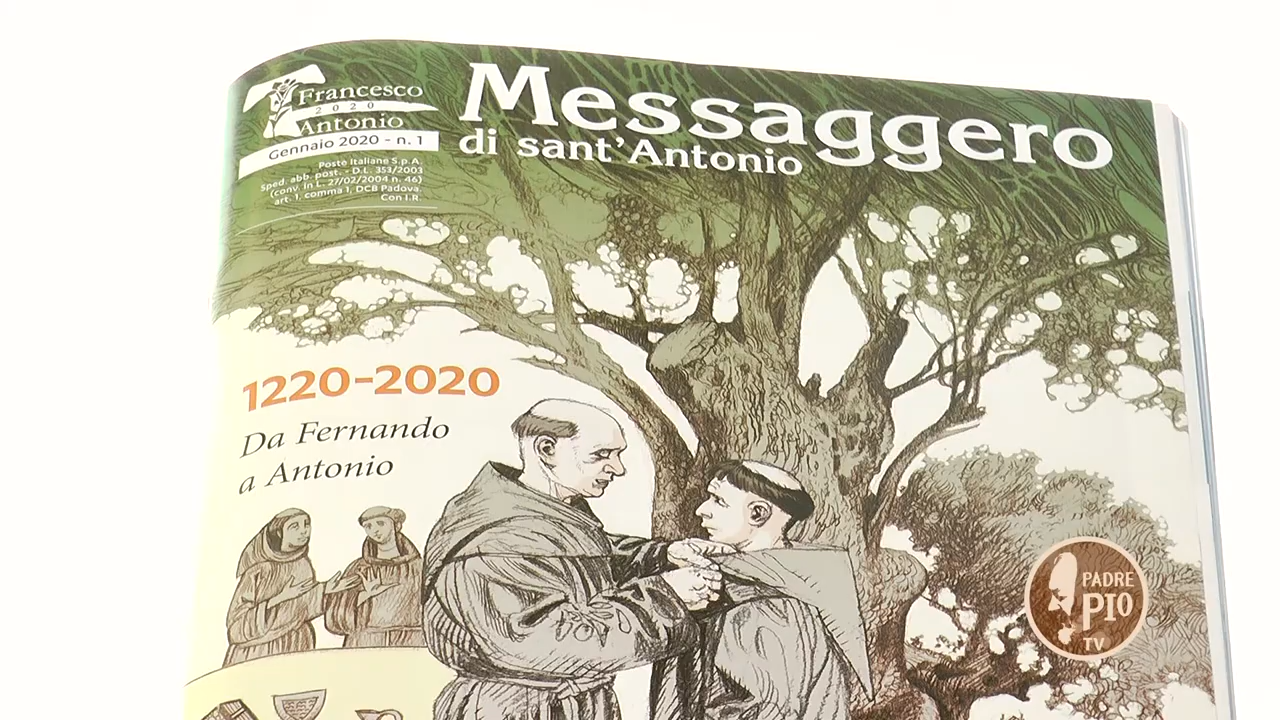 Francesco
2020
Antonio
Gennaio 2020 - n. 1
Poste Italiane S.p.A.
Sped. abb. post. - D.L. 353/2003
(conv. in L. 27/02/2004 n. 46)
art. 1, comma 1, DCB Padova.
Con I.R.
Messaggero
di sant'Antonio
1220-2020
Da Fernando
a Antonio
PADRE
PIO
TV